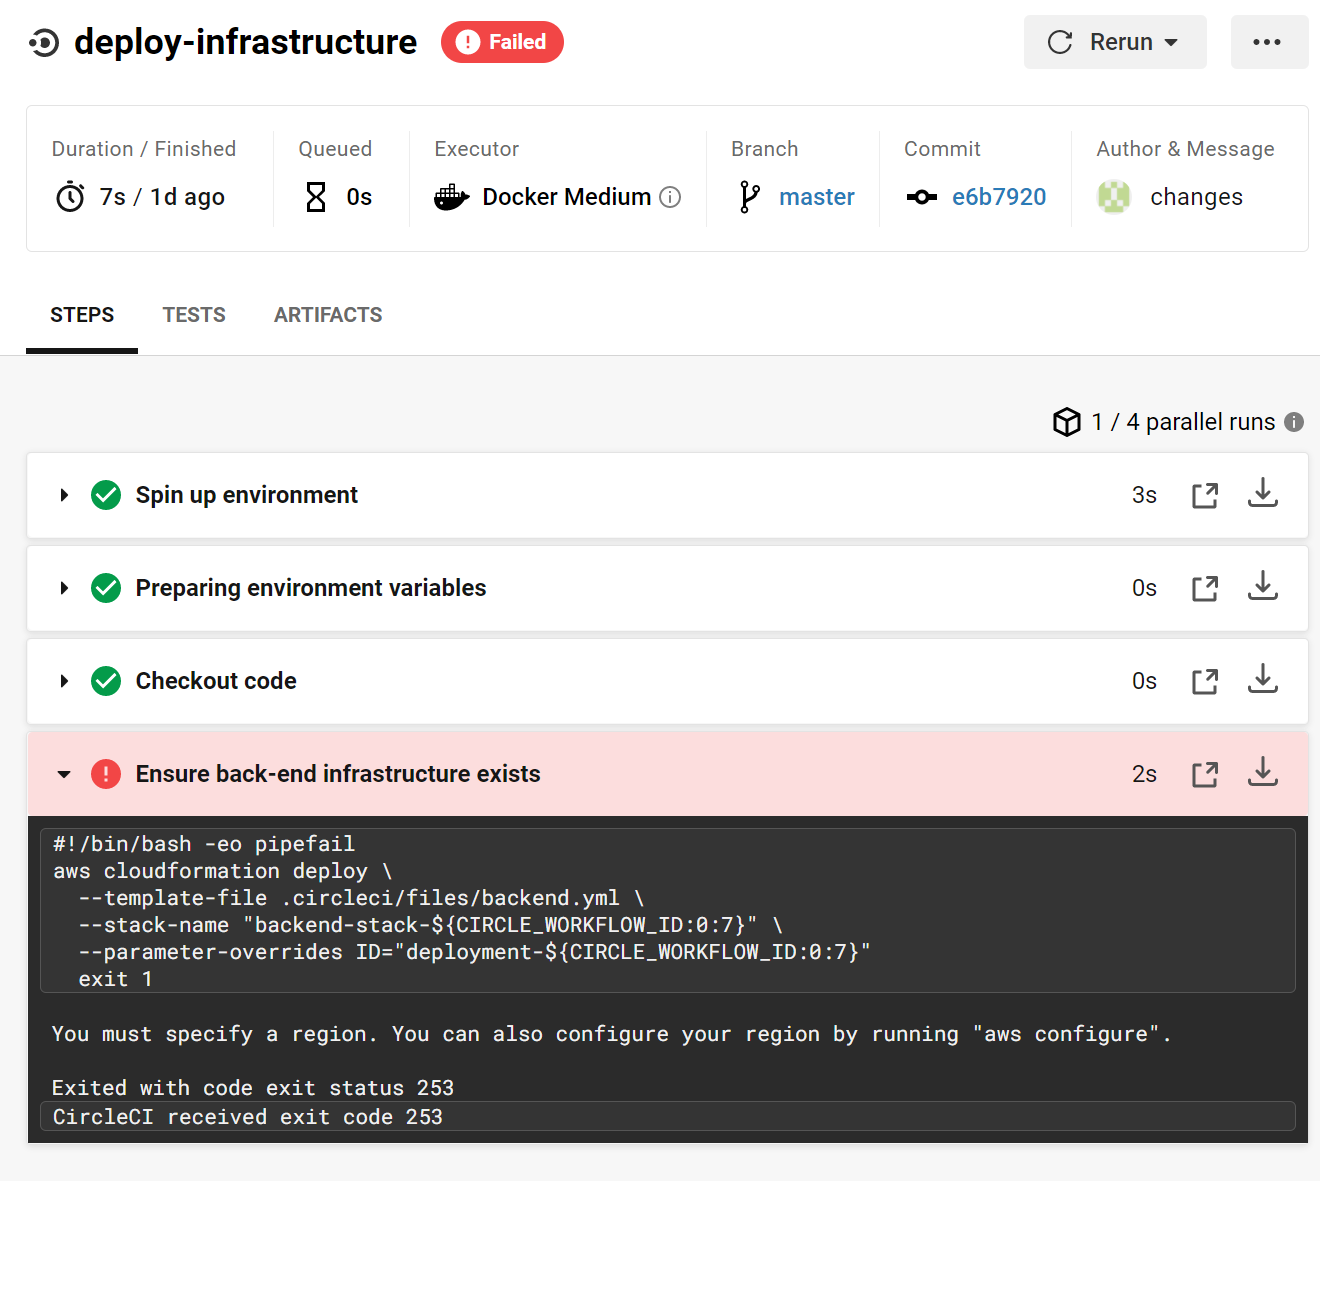 deploy-infrastructure Failed Rerun
Duration / Finished Queued Executor Branch Commit Author & Message
7s / 1d ago 0s Docker Medium master e6b7920 changes
STEPS TESTS ARTIFACTS
1 / 4 parallel runs
Spin up environment 3s
Preparing environment variables 0s
Checkout code 0s
Ensure back-end infrastructure exists 2s
#!/bin/bash -eo pipefail
aws cloudformation deploy \
  --template-file .circleci/files/backend.yml \
  --stack-name "backend-stack-${CIRCLE_WORKFLOW_ID:0:7}" \
  --parameter-overrides ID="deployment-${CIRCLE_WORKFLOW_ID:0:7}"
  exit 1
You must specify a region. You can also configure your region by running "aws configure".
Exited with code exit status 253
CircleCI received exit code 253